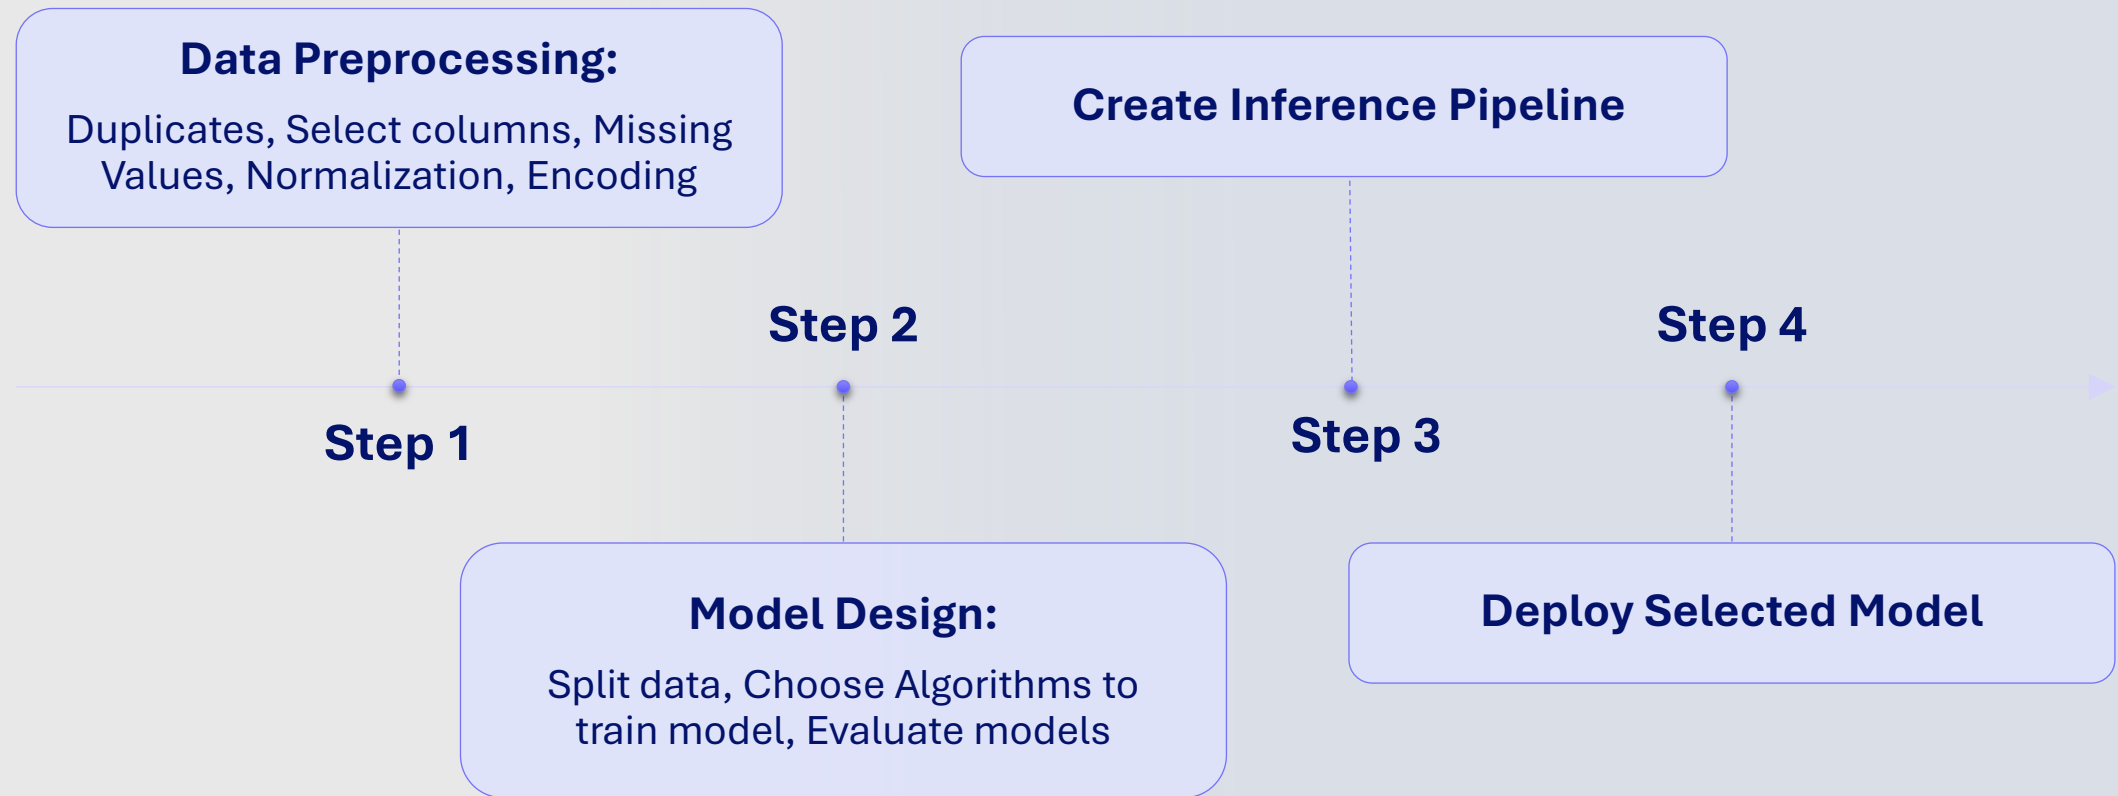 Data Preprocessing:
Duplicates, Select columns, Missing
Values, Normalization, Encoding
Step 1
Step 2
Model Design:
Split data, Choose Algorithms to
train model, Evaluate models
Create Inference Pipeline
Step 3
Step 4
Deploy Selected Model